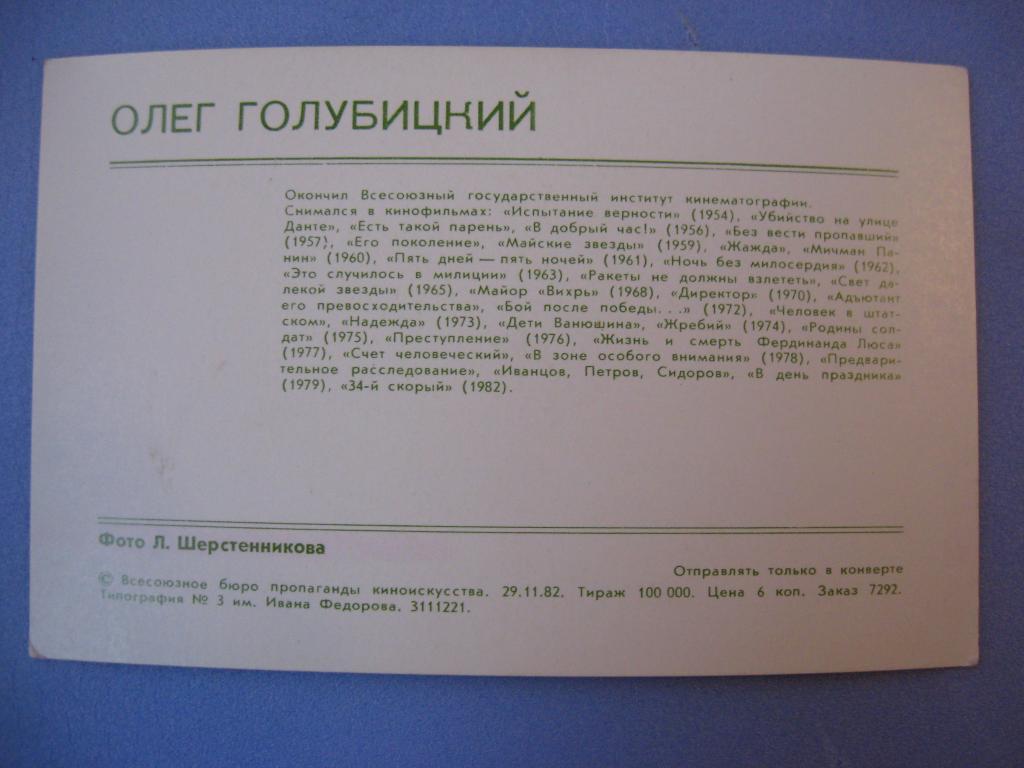 ОЛЕГ ГОЛУБИЦКИЙ
Окончил Всесоюзный государственный институт кинематографии.
Снимался в кинофильмах: «Испытание верности» (1954), «Убийство на улице
Данте», «Есть такой парень», «В добрый час!» (1956), «Без вести пропавший»
(1957), «Его поколение», «Майские звезды» (1959), «Жажда», «Мичман Па-
нин» (1960), «Пять дней — пять ночей» (1961), «Ночь без милосердия» (1962),
«Это случилось в милиции» (1963), «Ракеты не должны взлететь», «Свет да-
лекой звезды» (1965), «Майор «Вихрь» (1968), «Директор» (1970), «Адъютант
его превосходительства», «Бой после победы. . .» (1972), «Человек в штат-
ском», «Надежда» (1973), «Дети Ванюшина», «Жребий» (1974), «Родины сол-
дат» (1975), «Преступление» (1976), «Жизнь и смерть Фердинанда Люса»
(1977), «Счет человеческий», «В зоне особого внимания» (1978), «Предвари-
тельное расследование», «Иванцов, Петров, Сидоров», «В день праздника»
(1979), «34-й скорый» (1982).
Фото Л. Шерстенникова
Отправлять только в конверте
© Всесоюзное бюро пропаганды киноискусства. 29.11.82. Тираж 100 000. Цена 6 коп. Заказ 7292.
Типография № 3 им. Ивана Федорова. 3111221.